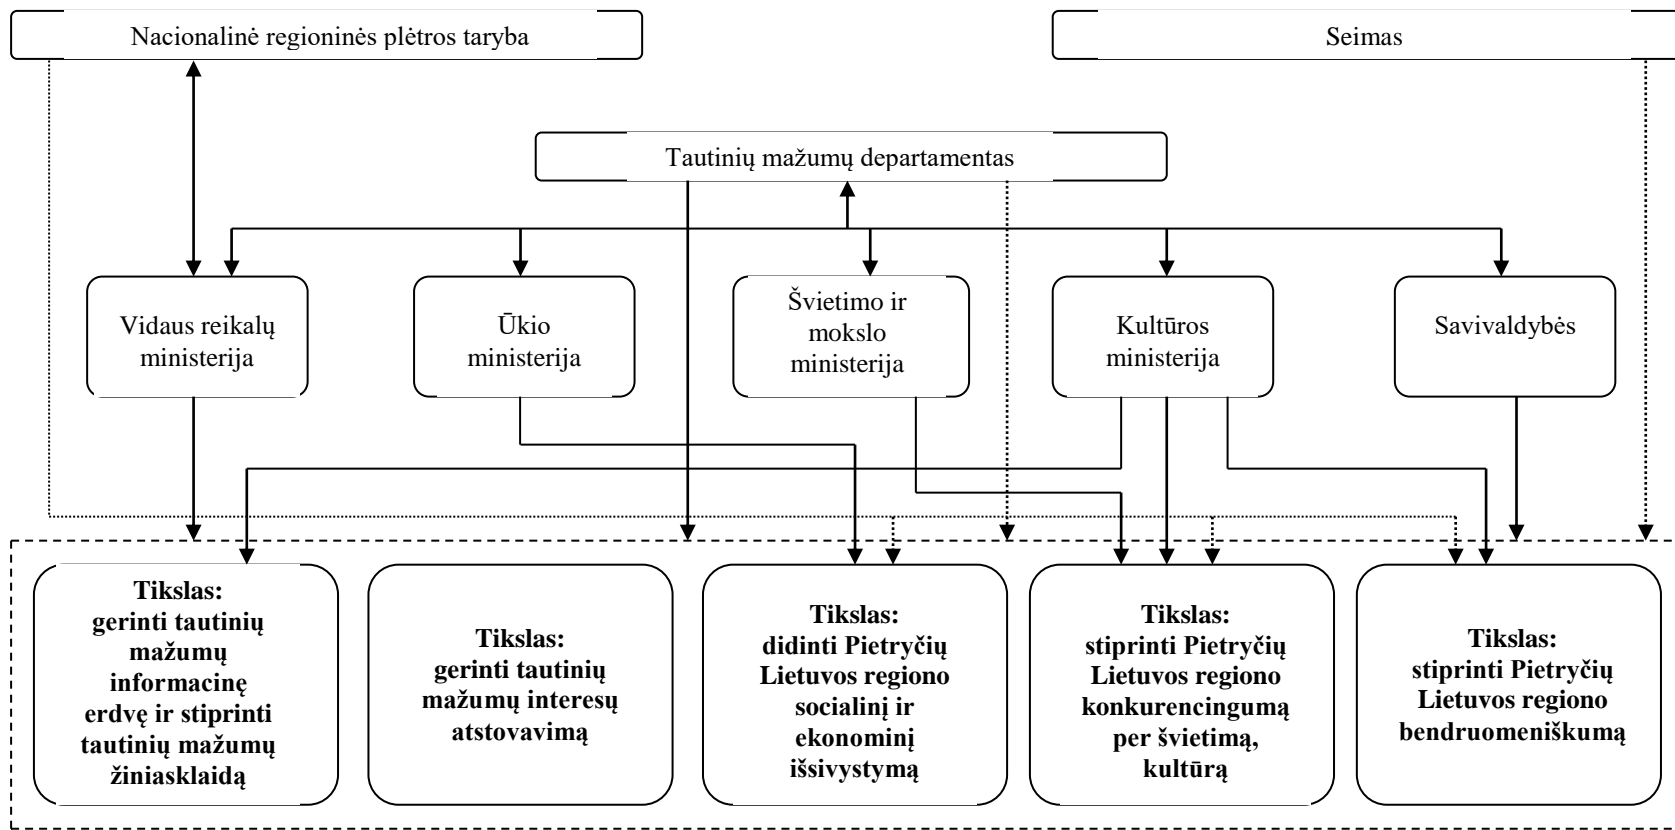 Nacionalinė regioninės plėtros taryba
Seimas
Tautinių mažumų departamentas
Vidaus reikalų
ministerija
Ūkio
ministerija
Švietimo ir
mokslo
ministerija
Kultūros
ministerija
Savivaldybės
Tikslas:
gerinti tautinių
mažumų
informacinę
erdvę ir stiprinti
tautinių mažumų
žiniasklaidą
Tikslas:
gerinti tautinių
mažumų interesų
atstovavimą
Tikslas:
didinti Pietryčių
Lietuvos regiono
socialinį ir
ekonominį
išsivystymą
Tikslas:
stiprinti Pietryčių
Lietuvos regiono
konkurencingumą
per švietimą,
kultūrą
Tikslas:
stiprinti Pietryčių
Lietuvos regiono
bendruomeniškumą